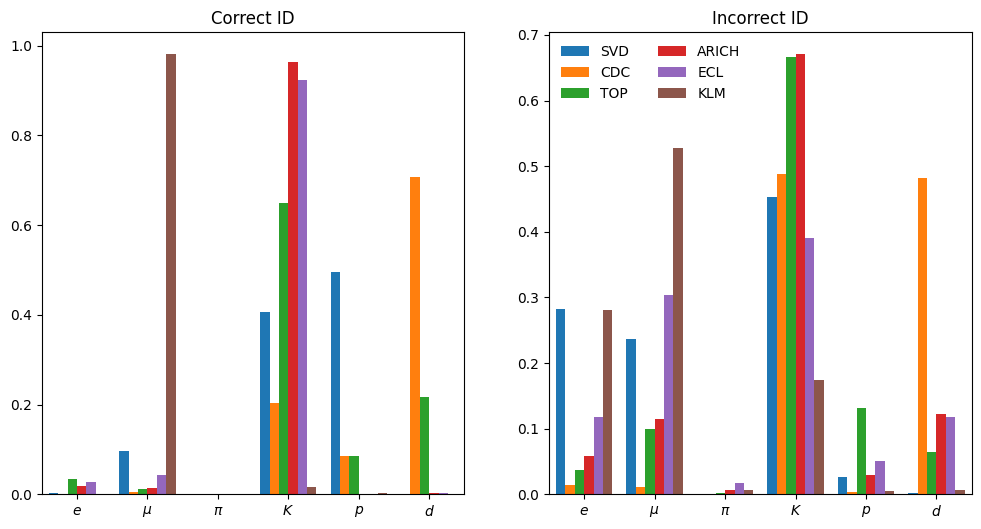 Correct ID
1.0
0.8
0.6
0.4
0.2
0.0
e
μ
π
K
p
d
Incorrect ID
SVD
CDC
TOP
ARICH
ECL
KLM
0.7
0.6
0.5
0.4
0.3
0.2
0.1
0.0
e
μ
π
K
p
d